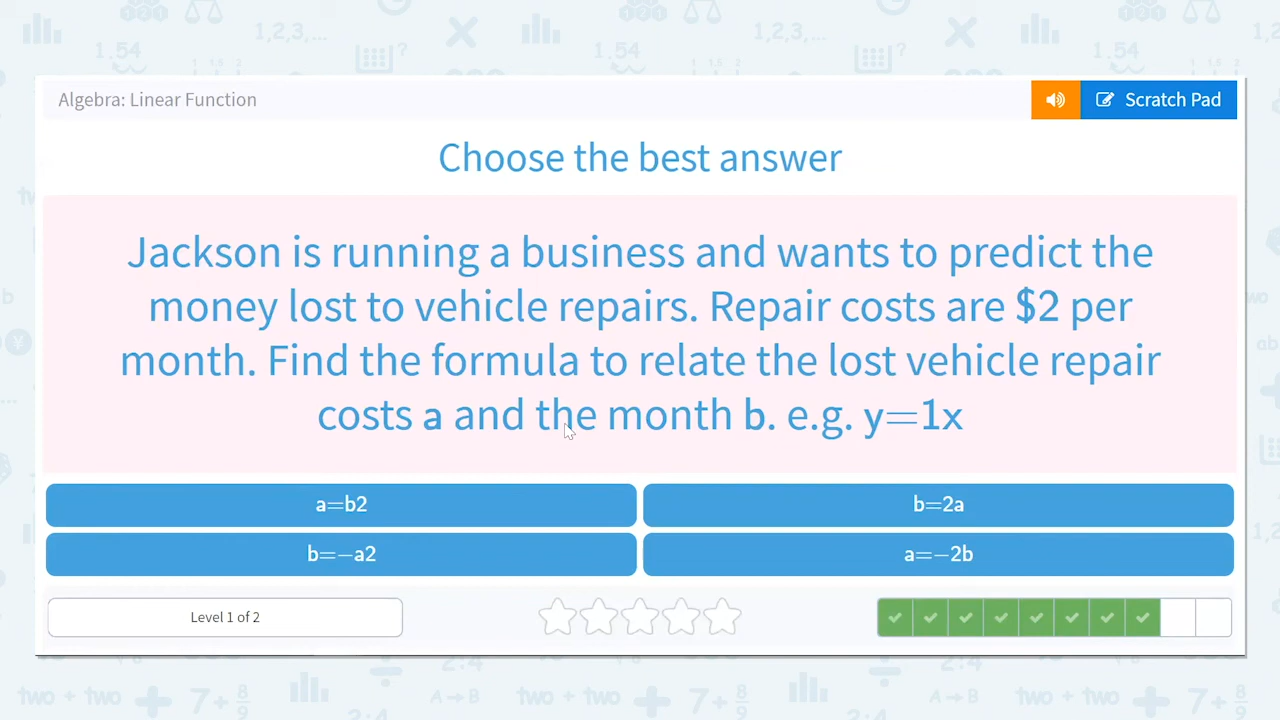 Algebra: Linear Function
Scratch Pad
Choose the best answer
Jackson is running a business and wants to predict the
money lost to vehicle repairs. Repair costs are $2 per
month. Find the formula to relate the lost vehicle repair
costs a and the month b. e.g. y=1x
a=b2
b=2a
b=−a2
a=−2b
Level 1 of 2